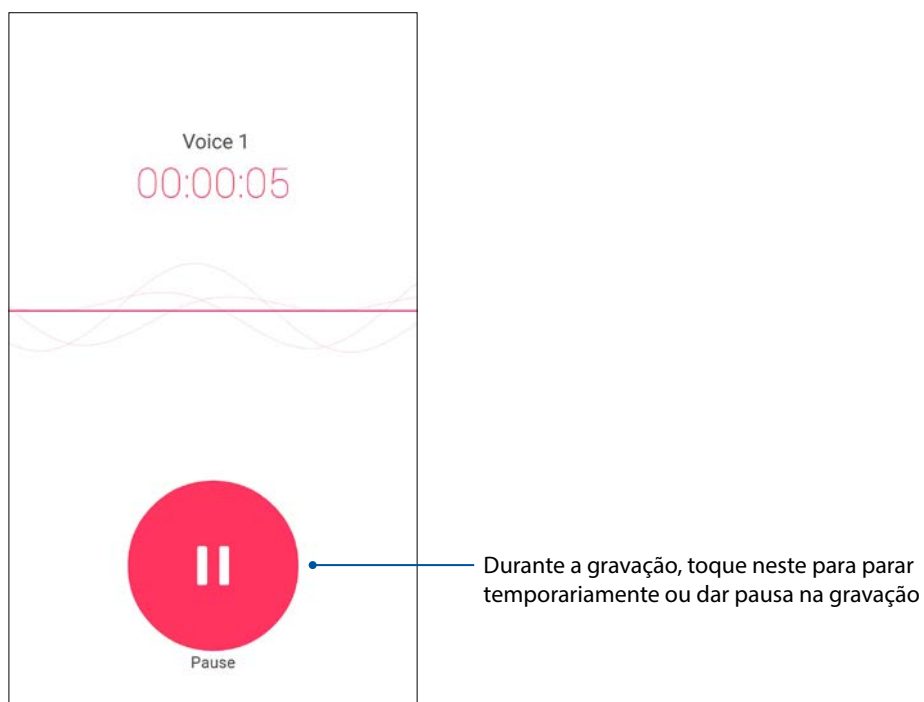 Voice 1
00:00:05
Durante a gravação, toque neste para parar
temporariamente ou dar pausa na gravação
Pause